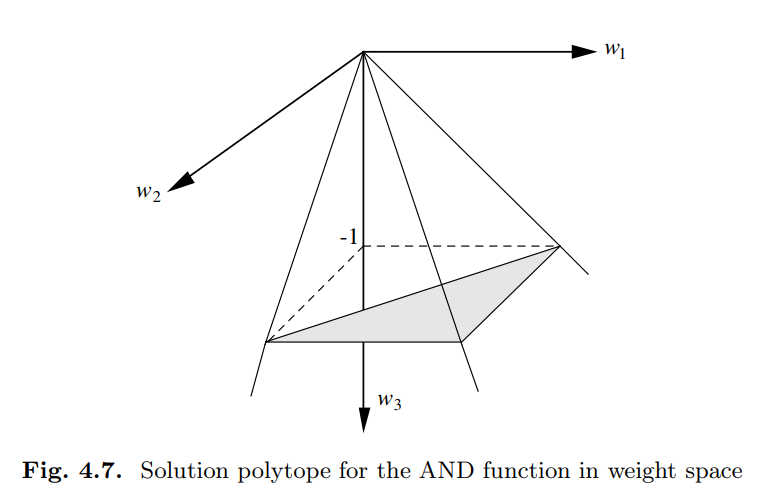 w1
w2
-1
w3
Fig. 4.7. Solution polytope for the AND function in weight space